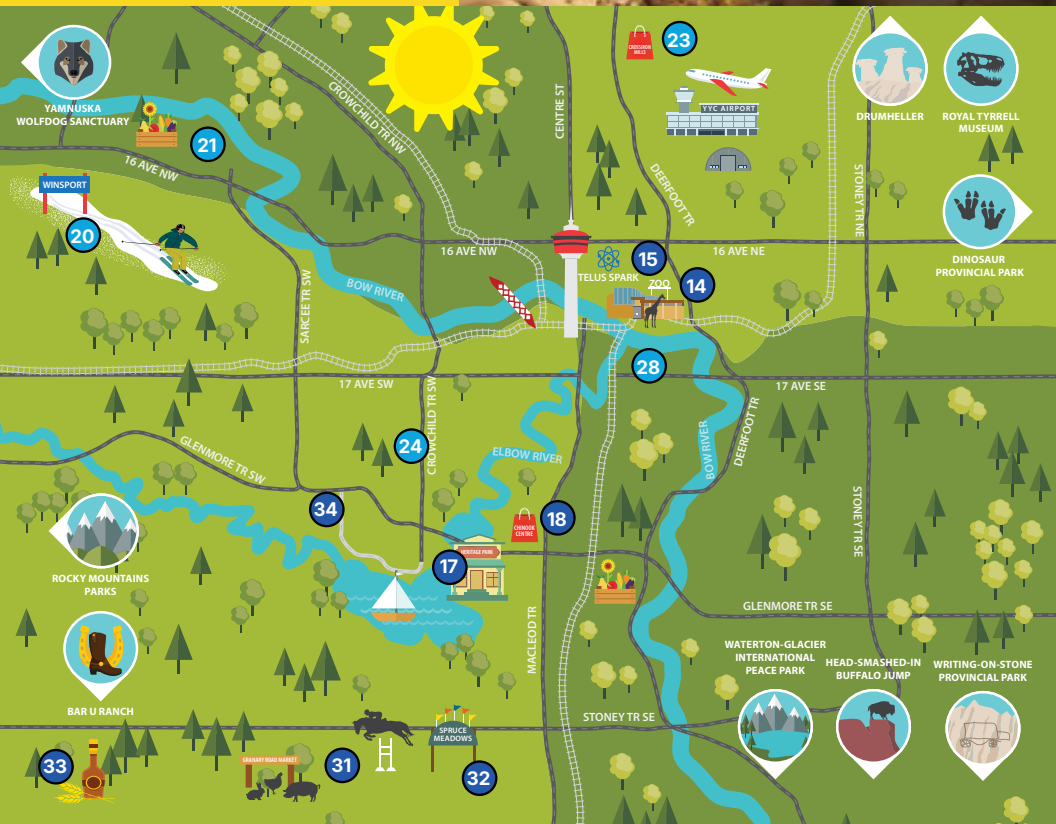 YAMNUSKA
WOLFDOG SANCTUARY
21
16 AVE NW
WINSPORT
20
CROWCHILD TR NW
CENTRE ST
CROSSIRON
MILLS
23
YYC AIRPORT
DEERFOOT TR
STONEY TR NE
DRUMHELLER
ROYAL TYRRELL
MUSEUM
DINOSAUR
PROVINCIAL PARK
16 AVE NW
16 AVE NE
15
TELUS SPARK
ZOO
14
BOW RIVER
SARCEE TR SW
28
17 AVE SW
17 AVE SE
CROWCHILD TR SW
24
ELBOW RIVER
BOW RIVER
DEERFOOT TR
GLENMORE TR SW
34
CHINOOK
CENTRE
18
STONEY TR SE
HERITAGE PARK
17
ROCKY MOUNTAINS
PARKS
MACLEOD TR
GLENMORE TR SE
BAR U RANCH
WATERTON-GLACIER
INTERNATIONAL
PEACE PARK
HEAD-SMASHED-IN
BUFFALO JUMP
WRITING-ON-STONE
PROVINCIAL PARK
STONEY TR SE
SPRUCE
MEADOWS
33
GRANARY ROAD MARKET
31
32